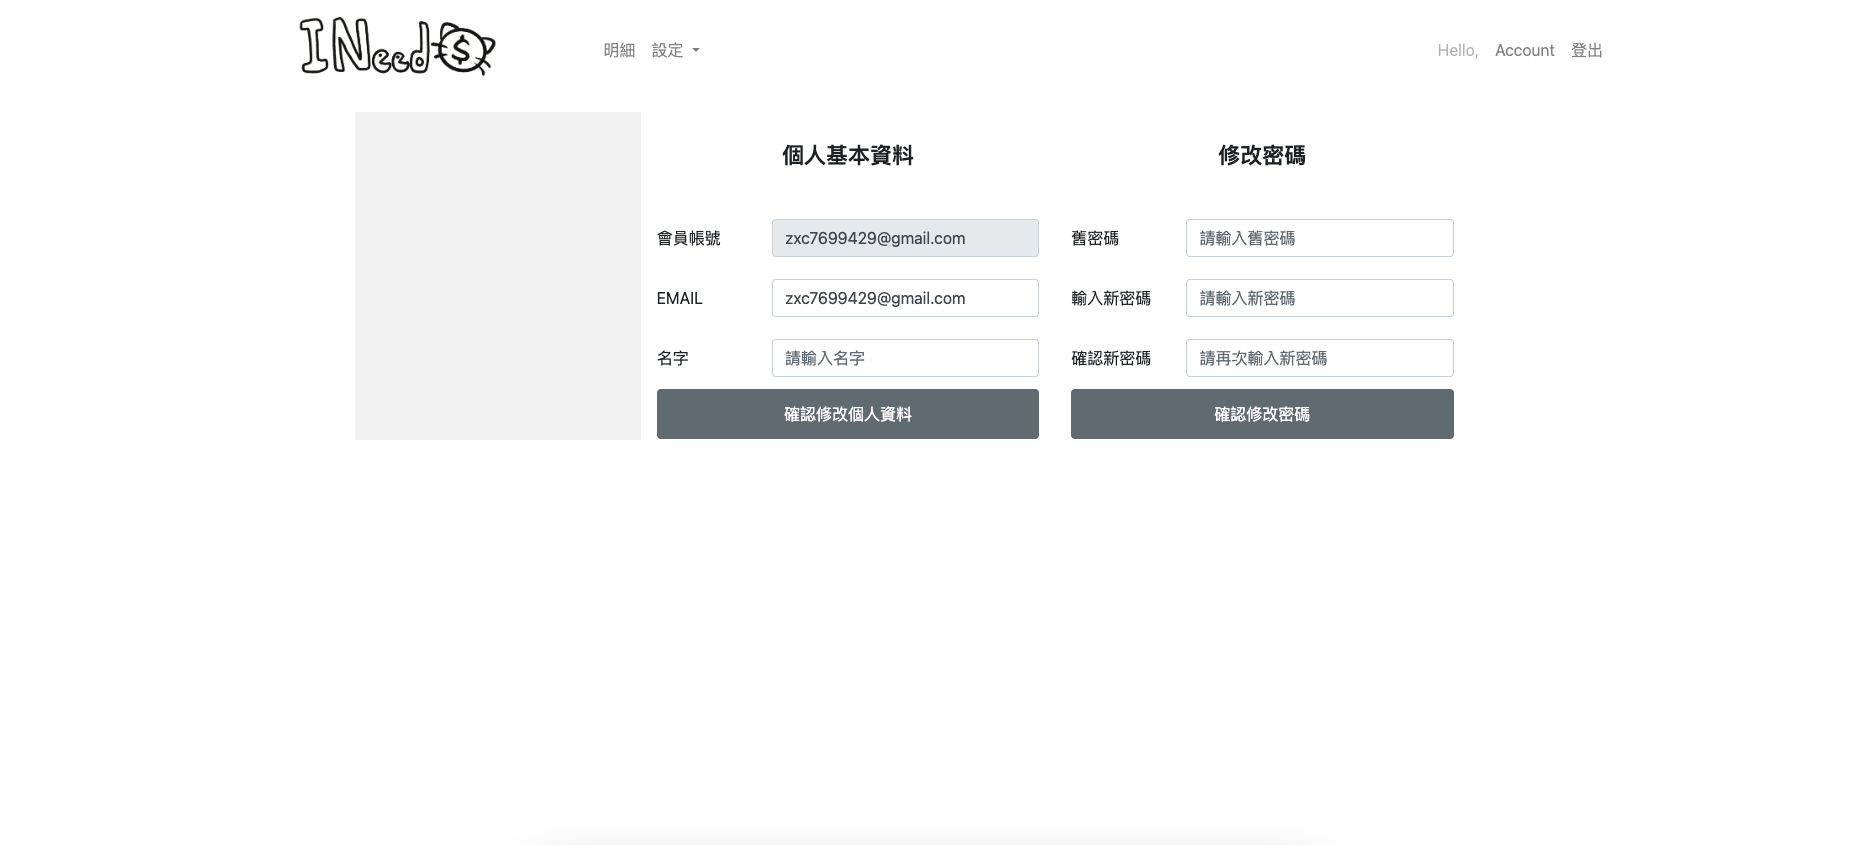 INeed$
明細 設定
Hello, Account 登出
個人基本資料
會員帳號 zxc7699429@gmail.com
EMAIL zxc7699429@gmail.com
名字 請輸入名字
確認修改個人資料
修改密碼
舊密碼 請輸入舊密碼
輸入新密碼 請輸入新密碼
確認新密碼 請再次輸入新密碼
確認修改密碼